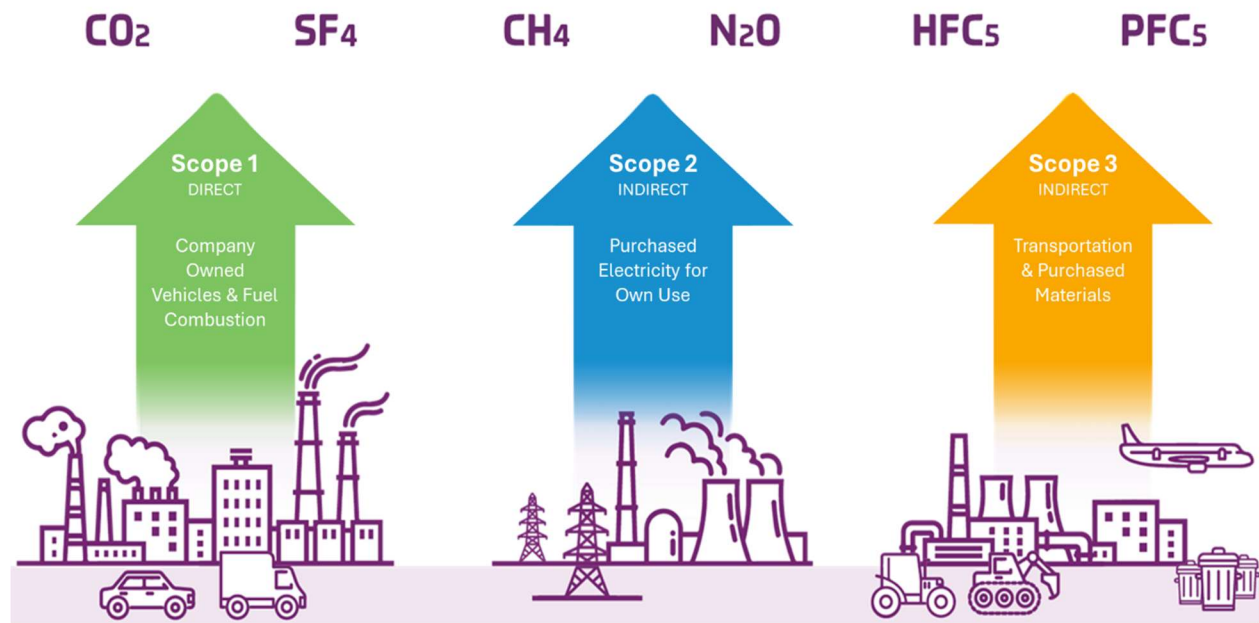 CO₂ SF₄ CH₄ N₂O HFC₅ PFC₅
Scope 1
DIRECT
Company
Owned
Vehicles & Fuel
Combustion
Scope 2
INDIRECT
Purchased
Electricity for
Own Use
Scope 3
INDIRECT
Transportation
& Purchased
Materials